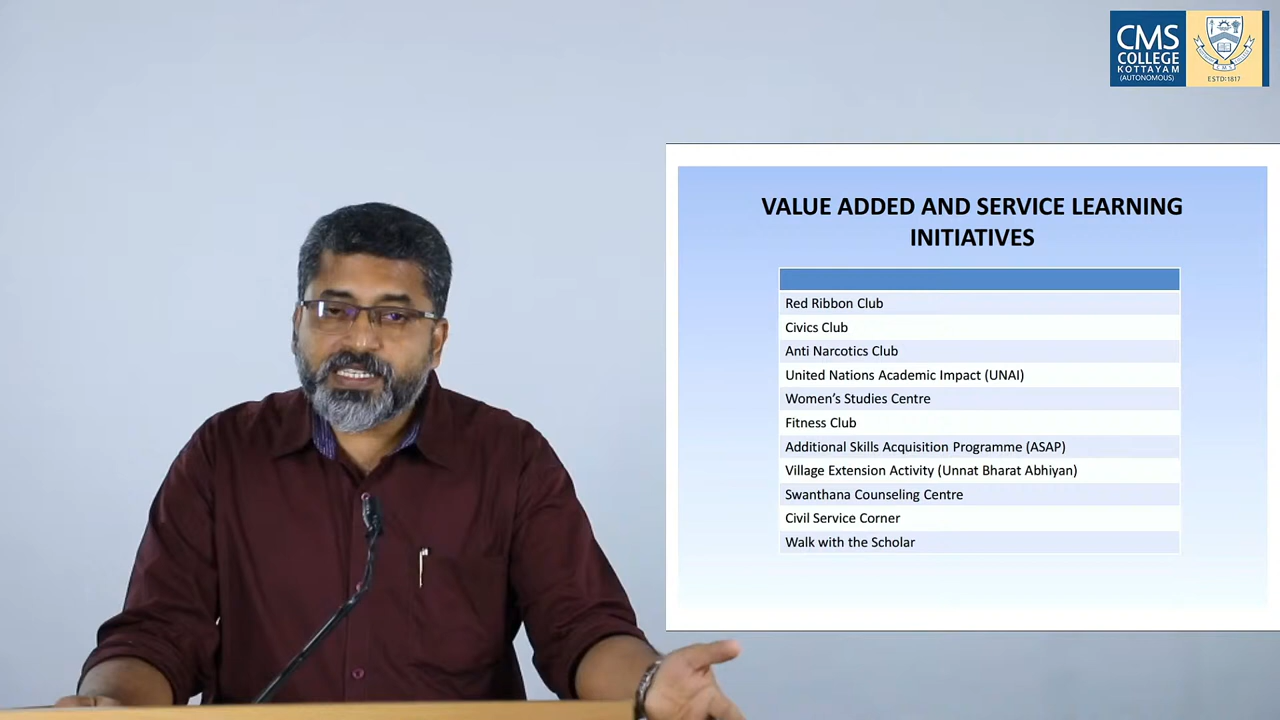 CMS
COLLEGE
KOTTAYAM
(AUTONOMOUS)
ESTD:1817
VALUE ADDED AND SERVICE LEARNING
INITIATIVES
Red Ribbon Club
Civics Club
Anti Narcotics Club
United Nations Academic Impact (UNAI)
Women's Studies Centre
Fitness Club
Additional Skills Acquisition Programme (ASAP)
Village Extension Activity (Unnat Bharat Abhiyan)
Swanthana Counseling Centre
Civil Service Corner
Walk with the Scholar